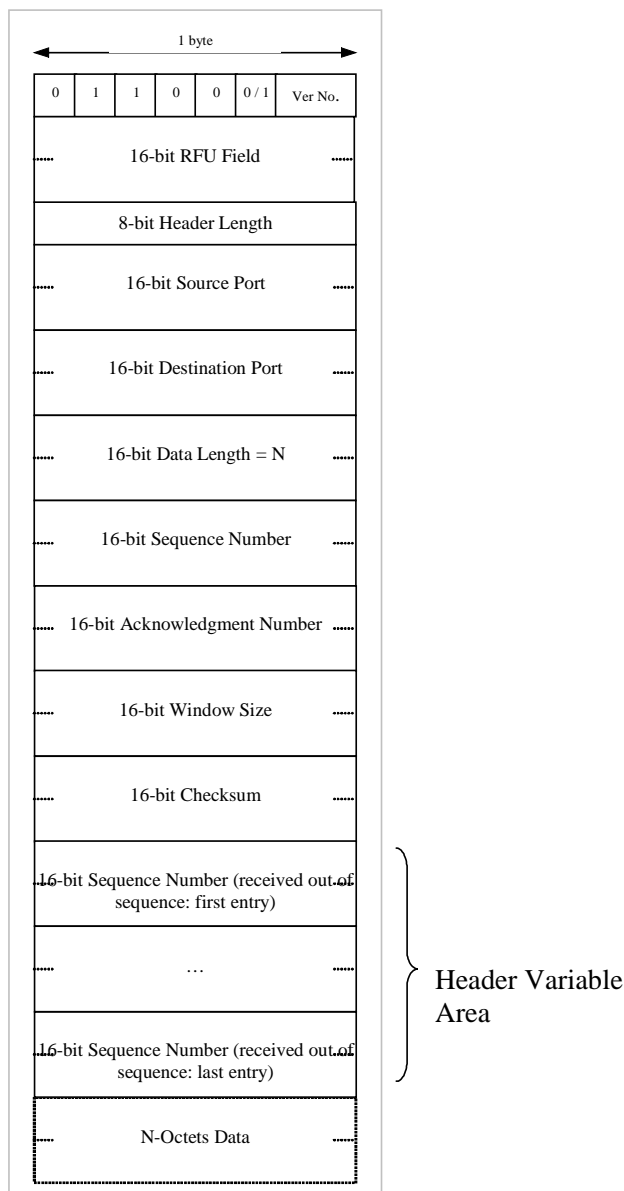 1 byte
0 1 1 0 0 0 / 1 Ver No.
16-bit RFU Field
8-bit Header Length
16-bit Source Port
16-bit Destination Port
16-bit Data Length = N
16-bit Sequence Number
16-bit Acknowledgment Number
16-bit Window Size
16-bit Checksum
16-bit Sequence Number (received out of
sequence: first entry)
…
Header Variable
Area
16-bit Sequence Number (received out of
sequence: last entry)
N-Octets Data